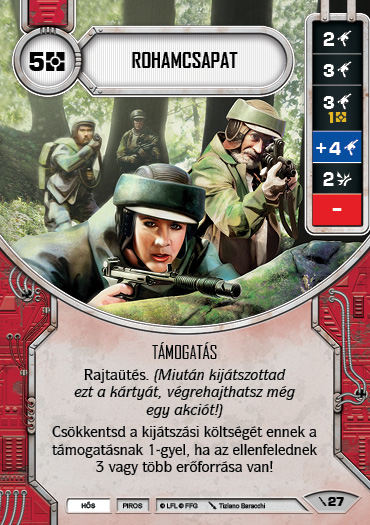 5
ROHAMCSAPAT
2
3
3
1
+4
2
-
TÁMOGATÁS
Rajtaütés. (Miután kijátszottad
ezt a kártyát, végrehajthatsz még
egy akciót!)
Csökkentsd a kijátszási költségét ennek a
támogatásnak 1-gyel, ha az ellenfelednek
3 vagy több erőforrása van!
HŐS PIROS © LFL © FFG Tiziano Baracchi 27